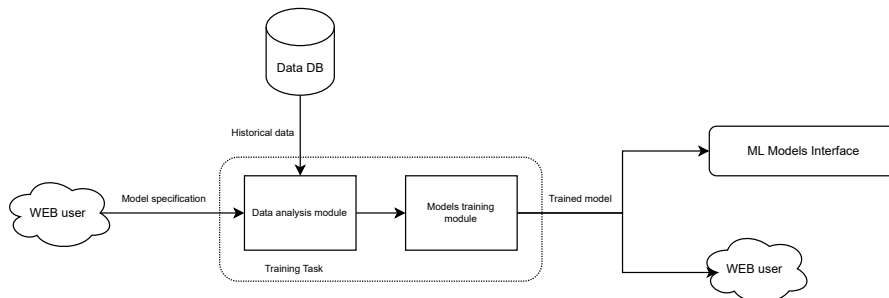 Data DB
Historical data
ML Models Interface
Model specification
WEB user
Data analysis module
Models training
module
Trained model
Training Task
WEB user